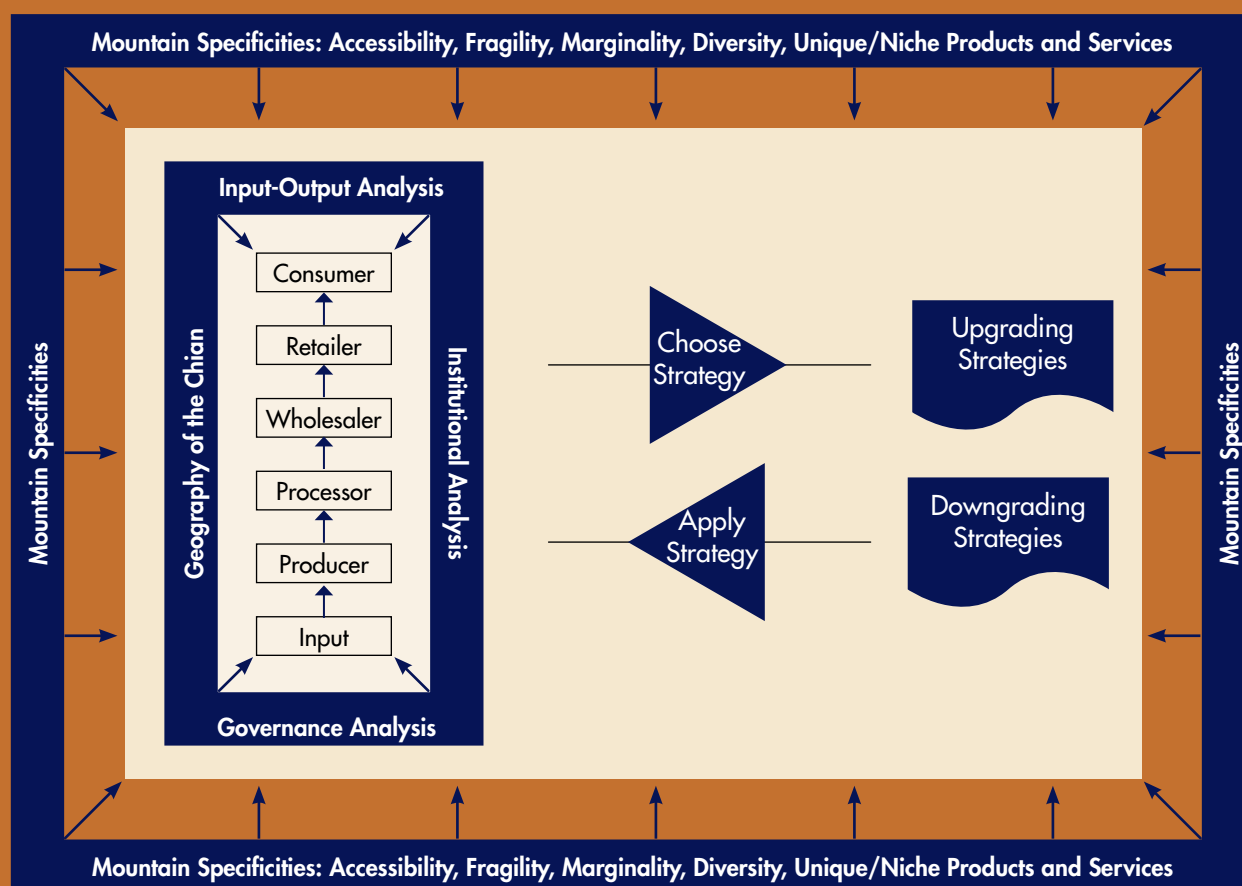 Mountain Specificities: Accessibility, Fragility, Marginality, Diversity, Unique/Niche Products and Services
Mountain Specificities
Input-Output Analysis
Geography of the Chian
Consumer
Retailer
Wholesaler
Processor
Producer
Input
Institutional Analysis
Governance Analysis
Choose
Strategy
Upgrading
Strategies
Apply
Strategy
Downgrading
Strategies
Mountain Specificities
Mountain Specificities: Accessibility, Fragility, Marginality, Diversity, Unique/Niche Products and Services